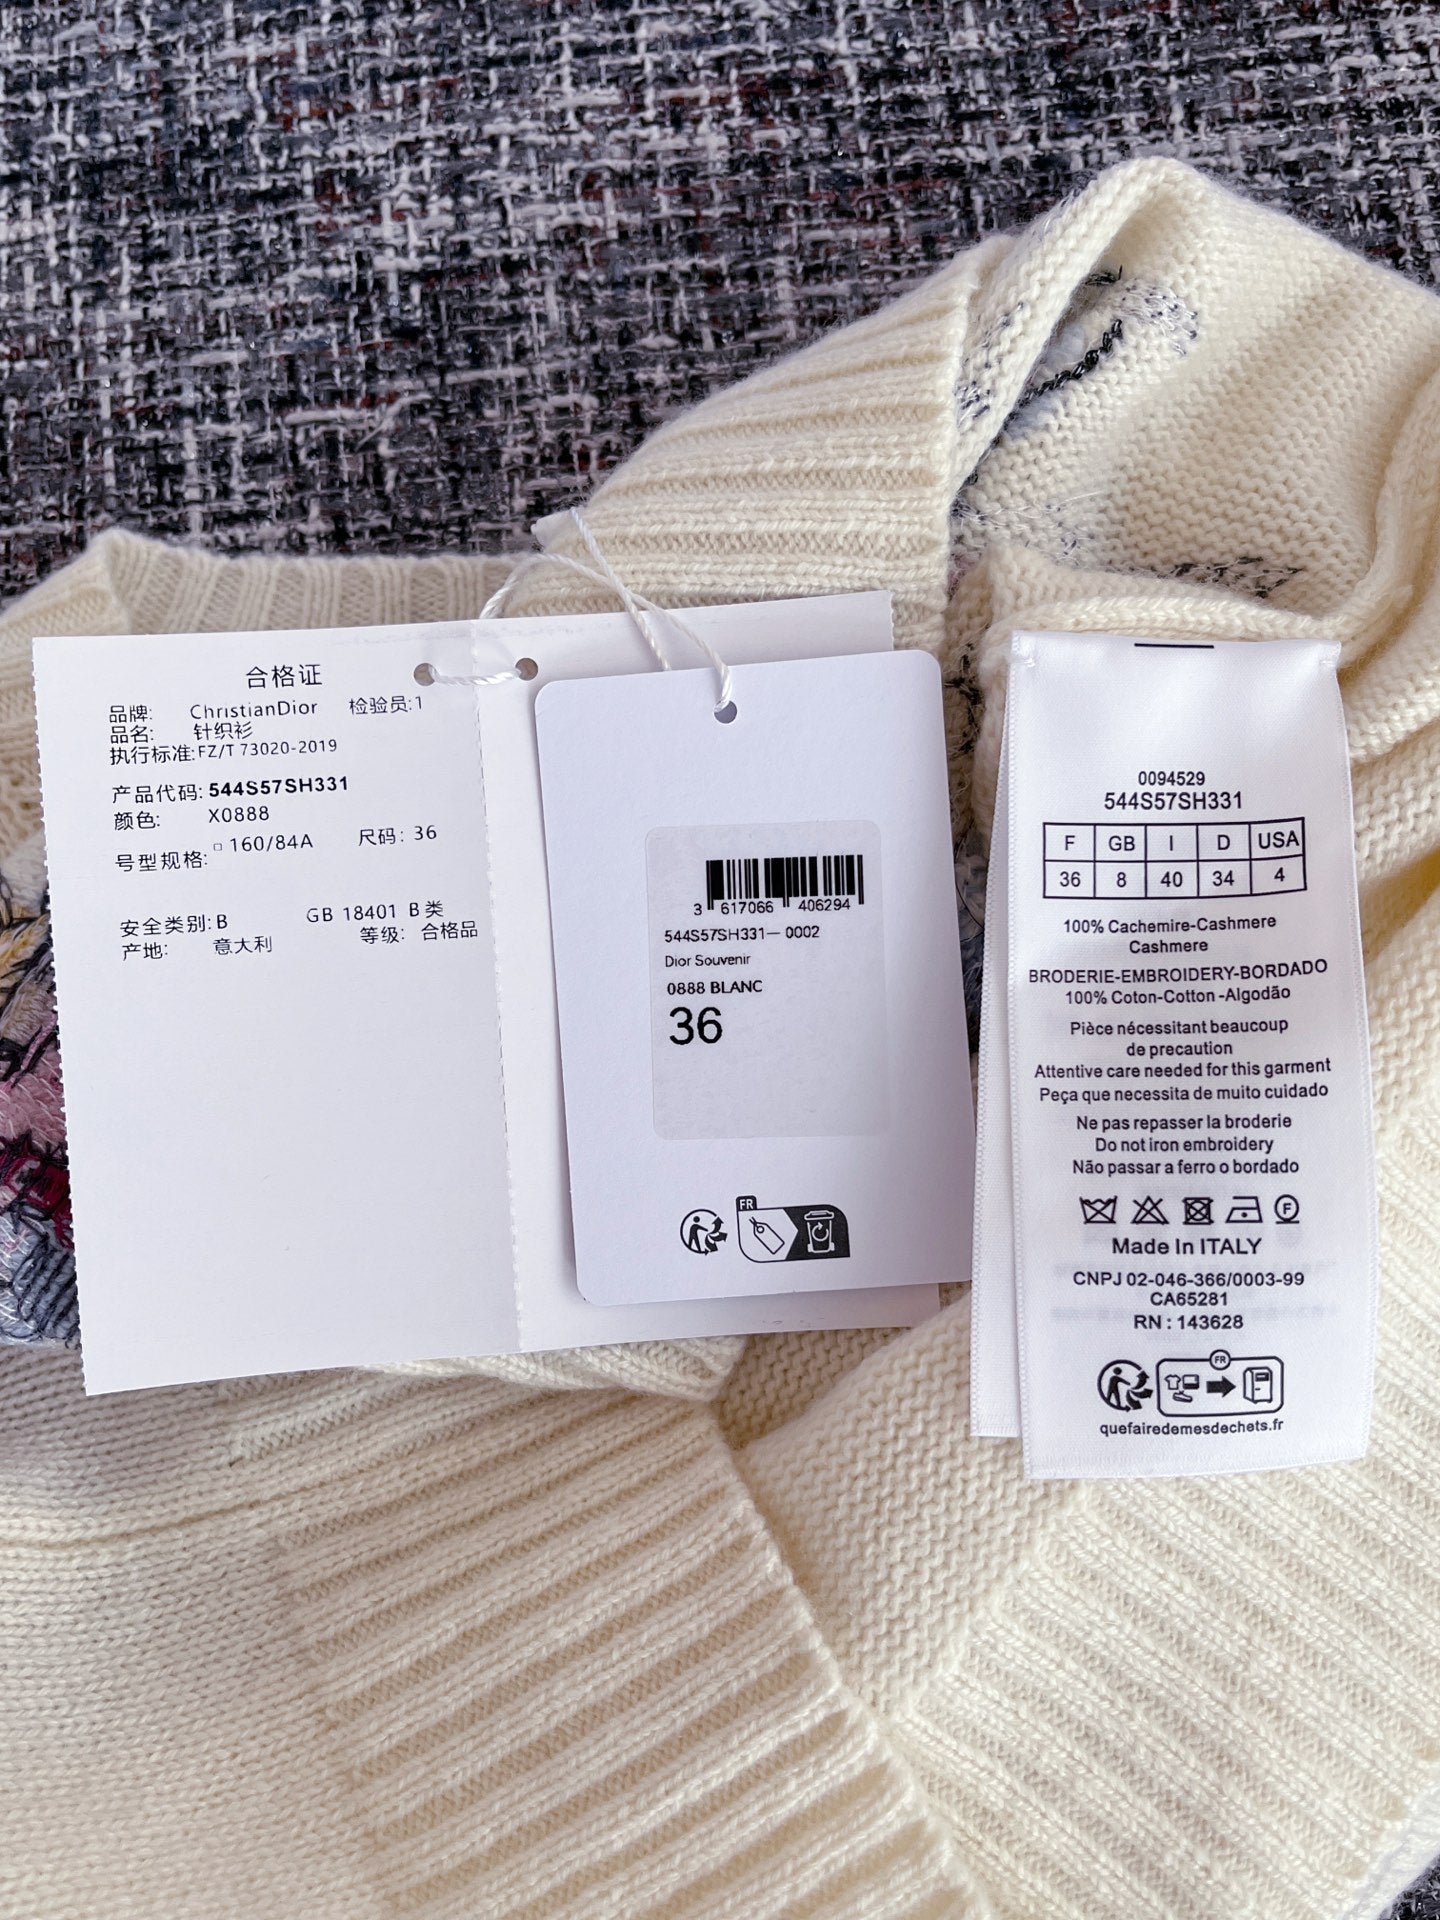 合格证
品牌: ChristianDior 检验员:1
品名: 针织衫
执行标准:FZ/T 73020-2019
产品代码: 544S57SH331
颜色: X0888
号型规格: 160/84A 尺码: 36
安全类别: B GB 18401 B 类
产地: 意大利 等级: 合格品
3 617066 406294
544S57SH331— 0002
Dior Souvenir
0888 BLANC
36
FR
0094529
544S57SH331
F GB I D USA
36 8 40 34 4
100% Cachemire-Cashmere
Cashmere
BRODERIE-EMBROIDERY-BORDADO
100% Coton-Cotton -Algodão
Pièce nécessitant beaucoup
de precaution
Attentive care needed for this garment
Peça que necessita de muito cuidado
Ne pas repasser la broderie
Do not iron embroidery
Não passar a ferro o bordado
F
Made In ITALY
CNPJ 02-046-366/0003-99
CA65281
RN : 143628
FR
quefairedemesdechets.fr